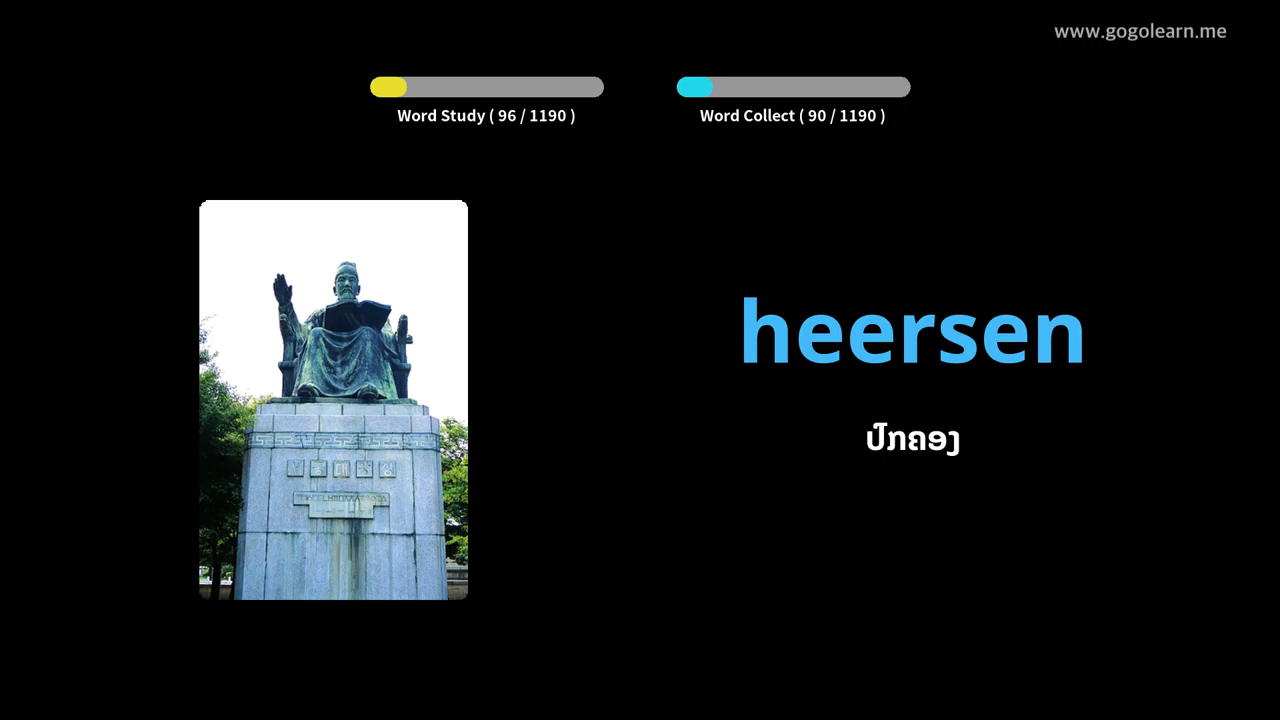 www.gogolearn.me
Word Study ( 96 / 1190 )
Word Collect ( 90 / 1190 )
heersen
ປົກຄອງ